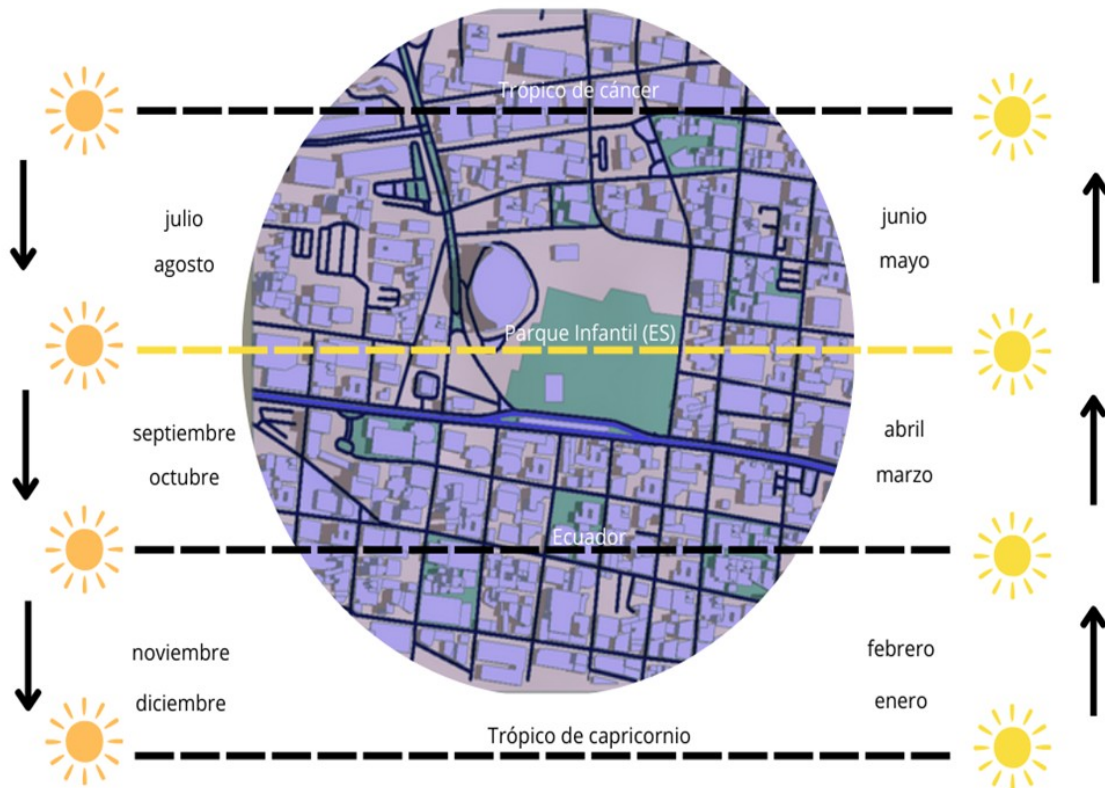 Trópico de cáncer
julio
junio
agosto
mayo
Parque Infantil (ES)
septiembre
abril
octubre
marzo
Ecuador
noviembre
febrero
diciembre
enero
Trópico de capricornio